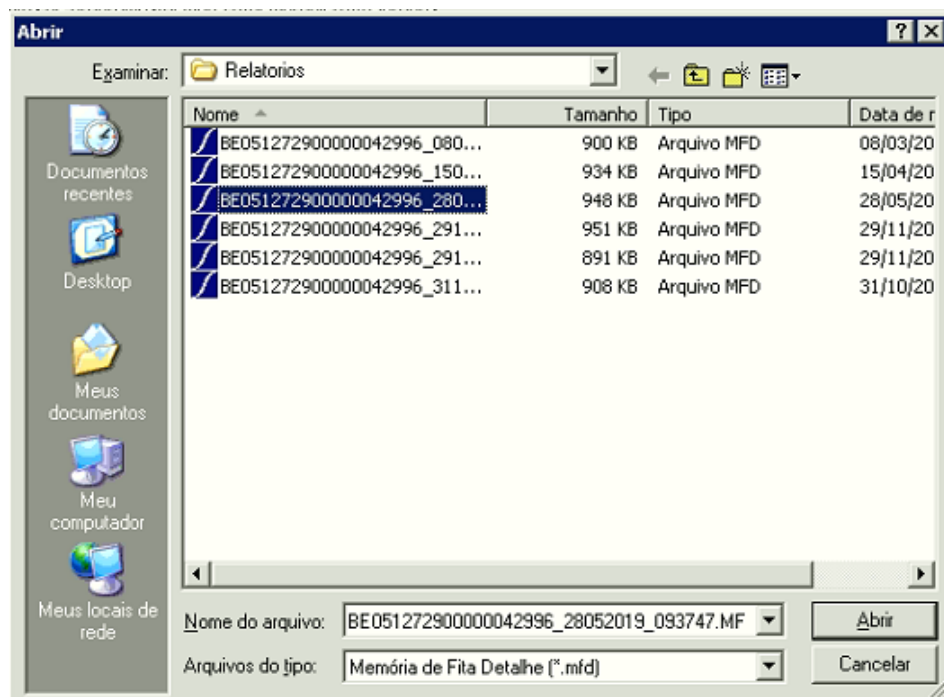 Abrir
Examinar: Relatorios
Nome Tamanho Tipo Data de r
BE051272900000042996_080... 900 KB Arquivo MFD 08/03/20
BE051272900000042996_150... 934 KB Arquivo MFD 15/04/20
BE051272900000042996_280... 948 KB Arquivo MFD 28/05/20
BE051272900000042996_291... 951 KB Arquivo MFD 29/11/20
BE051272900000042996_291... 891 KB Arquivo MFD 29/11/20
BE051272900000042996_311... 908 KB Arquivo MFD 31/10/20
Documentos
recentes
Desktop
Meus
documentos
Meu
computador
Meus locais de
rede
Nome do arquivo: BE051272900000042996_28052019_093747.MF Abrir
Arquivos do tipo: Memória de Fita Detalhe (*.mfd) Cancelar